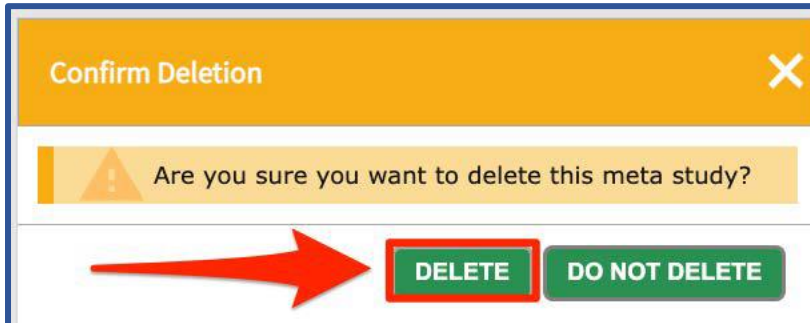 Confirm Deletion
Are you sure you want to delete this meta study?
DELETE DO NOT DELETE